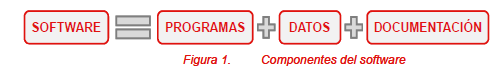 SOFTWARE = PROGRAMAS + DATOS + DOCUMENTACIÓN
Figura 1. Componentes del software